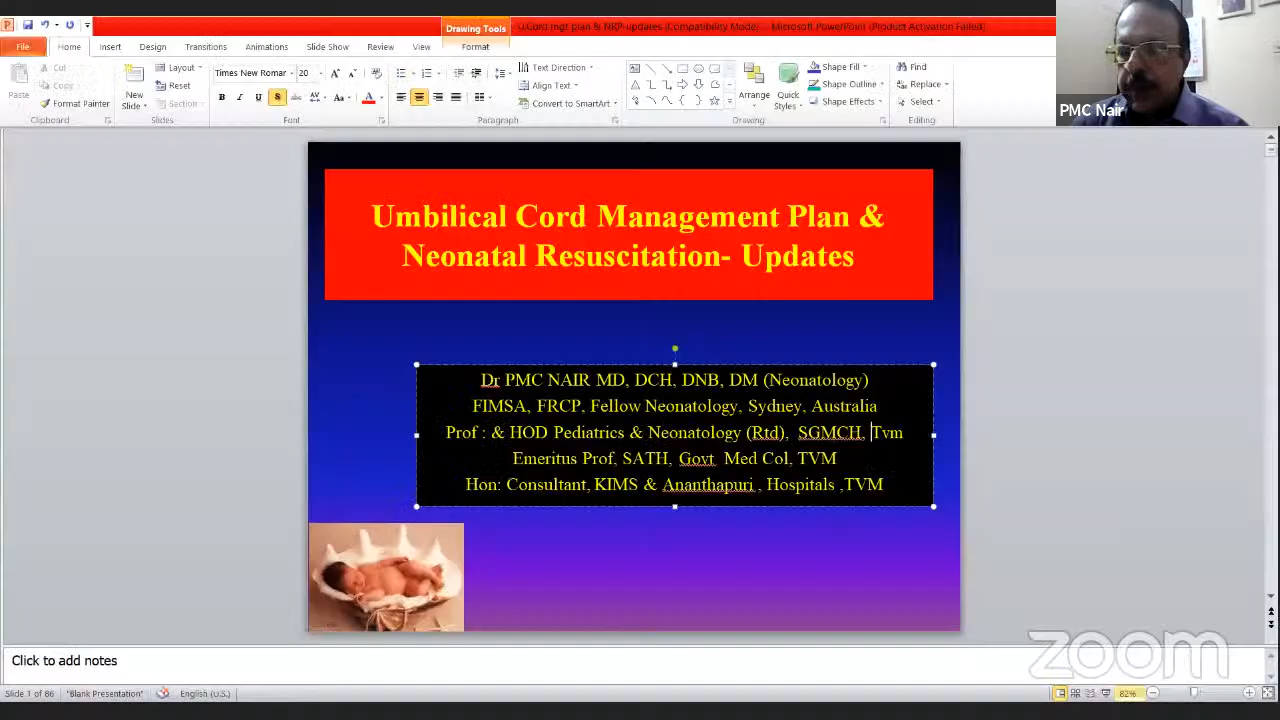 Drawing Tools
U.Cord mgt plan & NRP-updates (Compatibility Mode) - Microsoft PowerPoint (Product Activation Failed)
File Home Insert Design Transitions Animations Slide Show Review View Format
Cut
Copy
Format Painter
Paste
Clipboard
New Slide
Layout
Reset
Section
Slides
Times New Romar 20
Font
Text Direction
Align Text
Convert to SmartArt
Paragraph
Arrange
Quick Styles
Shape Fill
Shape Outline
Shape Effects
Drawing
Find
Replace
Select
Editing
PMC Nair
Umbilical Cord Management Plan &
Neonatal Resuscitation- Updates
Dr PMC NAIR MD, DCH, DNB, DM (Neonatology)
FIMSA, FRCP, Fellow Neonatology, Sydney, Australia
Prof : & HOD Pediatrics & Neonatology (Rtd), SGMCH, Tvm
Emeritus Prof, SATH, Govt Med Col, TVM
Hon: Consultant, KIMS & Ananthapuri , Hospitals ,TVM
zoom
Click to add notes
Slide 1 of 86 "Blank Presentation" English (U.S.) 82%